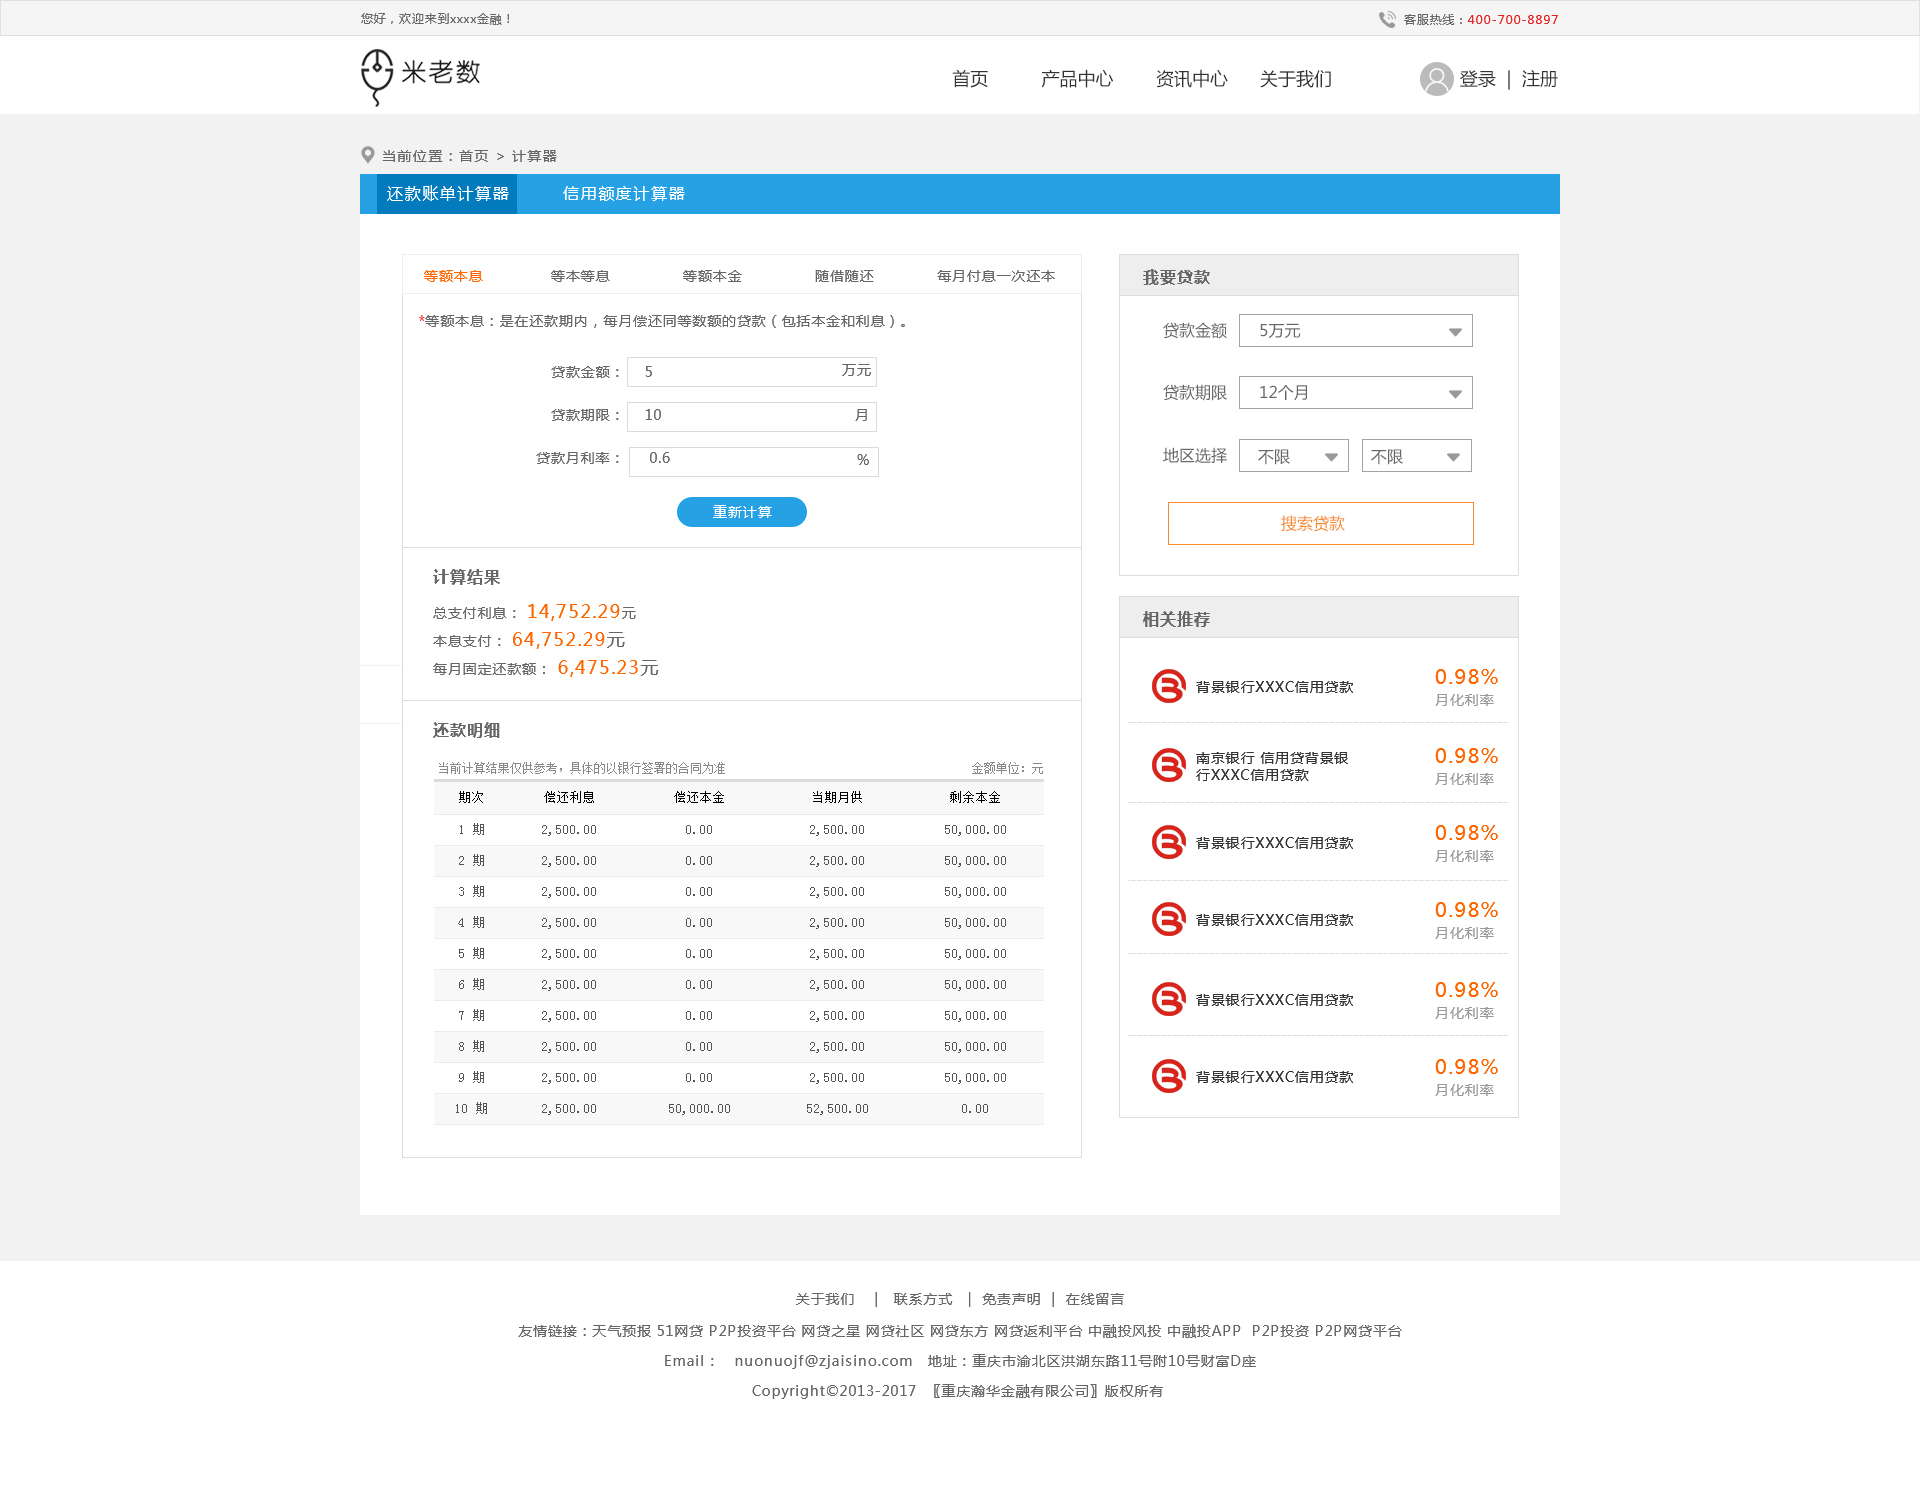 您好，欢迎来到xxxx金融！
客服热线：400-700-8897
米老数
首页 产品中心 资讯中心 关于我们 登录 | 注册
当前位置：首页 > 计算器
还款账单计算器 信用额度计算器
等额本息 等本等息 等额本金 随借随还 每月付息一次还本
*等额本息：是在还款期内，每月偿还同等数额的贷款（包括本金和利息）。
贷款金额： 5 万元
贷款期限： 10 月
贷款月利率： 0.6 %
重新计算
计算结果
总支付利息： 14,752.29元
本息支付： 64,752.29元
每月固定还款额： 6,475.23元
还款明细
当前计算结果仅供参考，具体的以银行签署的合同为准 金额单位：元
期次 偿还利息 偿还本金 当期月供 剩余本金
1 期 2,500.00 0.00 2,500.00 50,000.00
2 期 2,500.00 0.00 2,500.00 50,000.00
3 期 2,500.00 0.00 2,500.00 50,000.00
4 期 2,500.00 0.00 2,500.00 50,000.00
5 期 2,500.00 0.00 2,500.00 50,000.00
6 期 2,500.00 0.00 2,500.00 50,000.00
7 期 2,500.00 0.00 2,500.00 50,000.00
8 期 2,500.00 0.00 2,500.00 50,000.00
9 期 2,500.00 0.00 2,500.00 50,000.00
10 期 2,500.00 50,000.00 52,500.00 0.00
我要贷款
贷款金额 5万元
贷款期限 12个月
地区选择 不限 不限
搜索贷款
相关推荐
背景银行XXXC信用贷款
0.98%
月化利率
南京银行 信用贷背景银
行XXXC信用贷款
0.98%
月化利率
背景银行XXXC信用贷款
0.98%
月化利率
背景银行XXXC信用贷款
0.98%
月化利率
背景银行XXXC信用贷款
0.98%
月化利率
背景银行XXXC信用贷款
0.98%
月化利率
关于我们 | 联系方式 | 免责声明 | 在线留言
友情链接：天气预报 51网贷 P2P投资平台 网贷之星 网贷社区 网贷东方 网贷返利平台 中融投风投 中融投APP P2P投资 P2P网贷平台
Email： nuonuojf@zjaisino.com 地址：重庆市渝北区洪湖东路11号附10号财富D座
Copyright©2013-2017 〖重庆瀚华金融有限公司〗版权所有